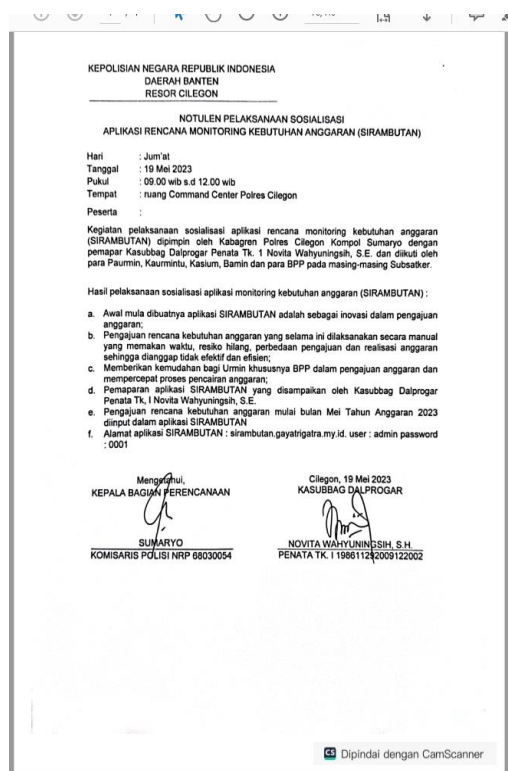 KEPOLISIAN NEGARA REPUBLIK INDONESIA
DAERAH BANTEN
RESOR CILEGON
NOTULEN PELAKSANAAN SOSIALISASI
APLIKASI RENCANA MONITORING KEBUTUHAN ANGGARAN (SIRAMBUTAN)
Hari : Jum'at
Tanggal : 19 Mei 2023
Pukul : 09.00 wib s.d 12.00 wib
Tempat : ruang Command Center Polres Cilegon
Peserta :
Kegiatan pelaksanaan sosialisasi aplikasi rencana monitoring kebutuhan anggaran
(SIRAMBUTAN) dipimpin oleh Kabagren Polres Cilegon Kompol Sumaryo dengan
pemapar Kasubbag Dalprogar Penata Tk. 1 Novita Wahyuningsih, S.E. dan diikuti oleh
para Paurmin, Kaurmintu, Kasium, Bamin dan para BPP pada masing-masing Subsatker.
Hasil pelaksanaan sosialisasi aplikasi monitoring kebutuhan anggaran (SIRAMBUTAN) :
a. Awal mula dibuatnya aplikasi SIRAMBUTAN adalah sebagai inovasi dalam pengajuan
anggaran;
b. Pengajuan rencana kebutuhan anggaran yang selama ini dilaksanakan secara manual
yang memakan waktu, resiko hilang, perbedaan pengajuan dan realisasi anggaran
sehingga dianggap tidak efektif dan efisien;
c. Memberikan kemudahan bagi Urmin khususnya BPP dalam pengajuan anggaran dan
mempercepat proses pencairan anggaran;
d. Pemaparan aplikasi SIRAMBUTAN yang disampaikan oleh Kasubbag Dalprogar
Penata Tk, I Novita Wahyuningsih, S.E.
e. Pengajuan rencana kebutuhan anggaran mulai bulan Mei Tahun Anggaran 2023
diinput dalam aplikasi SIRAMBUTAN
f. Alamat aplikasi SIRAMBUTAN : sirambutan.gayatrigatra.my.id. user : admin password
: 0001
Mengetahui,
KEPALA BAGIAN PERENCANAAN
SUMARYO
KOMISARIS POLISI NRP 68030054
Cilegon, 19 Mei 2023
KASUBBAG DALPROGAR
NOVITA WAHYUNINGSIH, S.H.
PENATA TK. I 198611292009122002
CS Dipindai dengan CamScanner